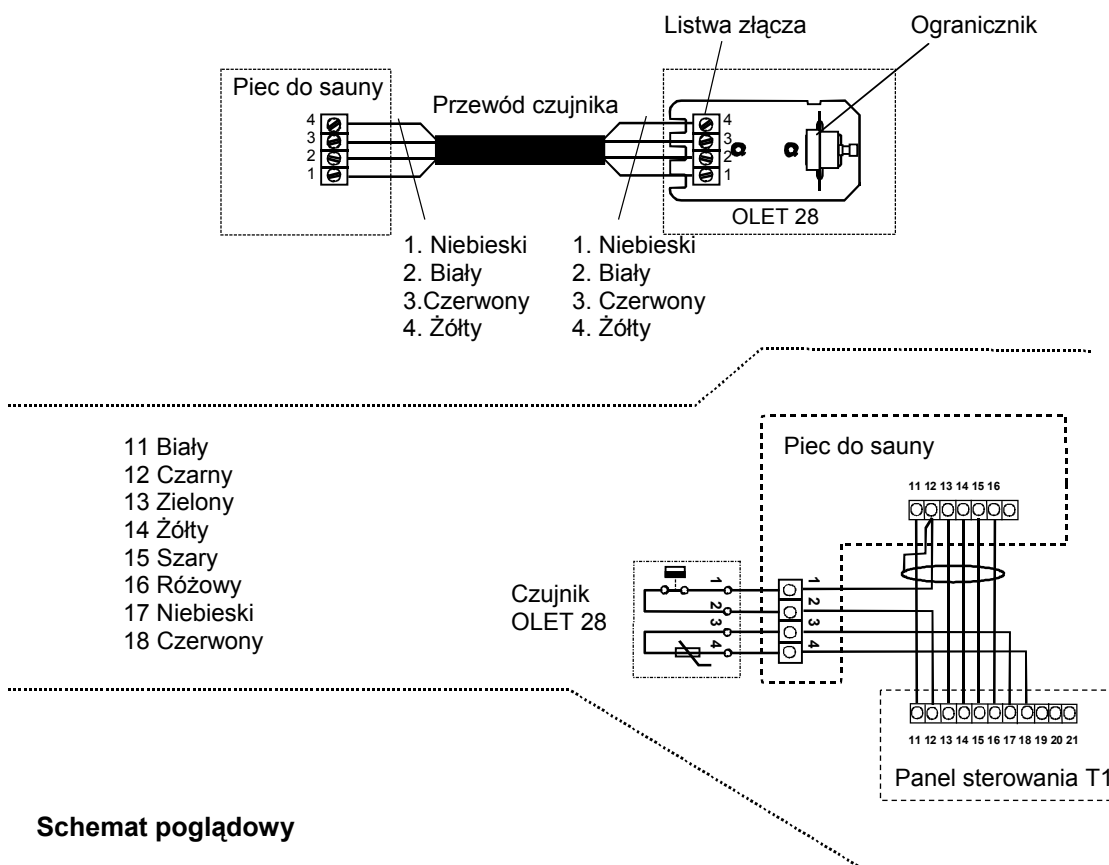 Listwa złącza Ogranicznik
Piec do sauny
Przewód czujnika
4
3
2
1
4
3
2
1
OLET 28
1. Niebieski
2. Biały
3.Czerwony
4. Żółty
1. Niebieski
2. Biały
3. Czerwony
4. Żółty
11 Biały
12 Czarny
13 Zielony
14 Żółty
15 Szary
16 Różowy
17 Niebieski
18 Czerwony
Piec do sauny
11 12 13 14 15 16
Czujnik
OLET 28
1
2
3
4
1
2
3
4
11 12 13 14 15 16 17 18 19 20 21
Panel sterowania T1
Schemat poglądowy